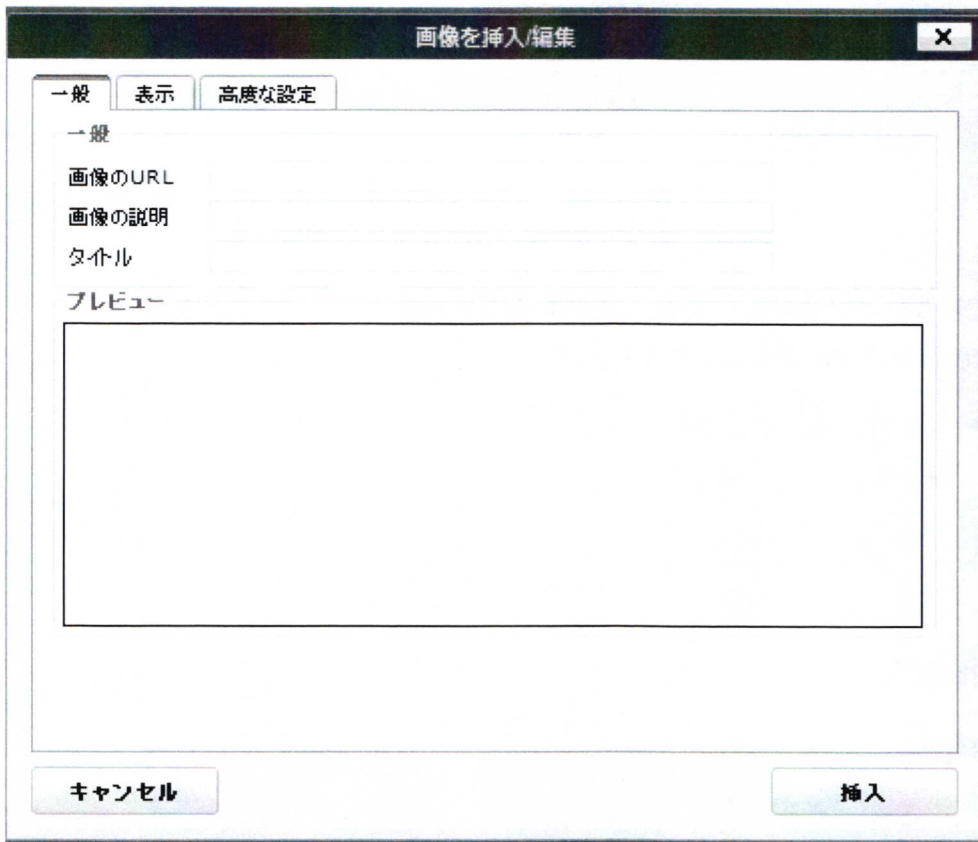 画像を挿入/編集
一般 表示 高度な設定
一般
画像のURL
画像の説明
タイトル
プレビュー
キャンセル 挿入